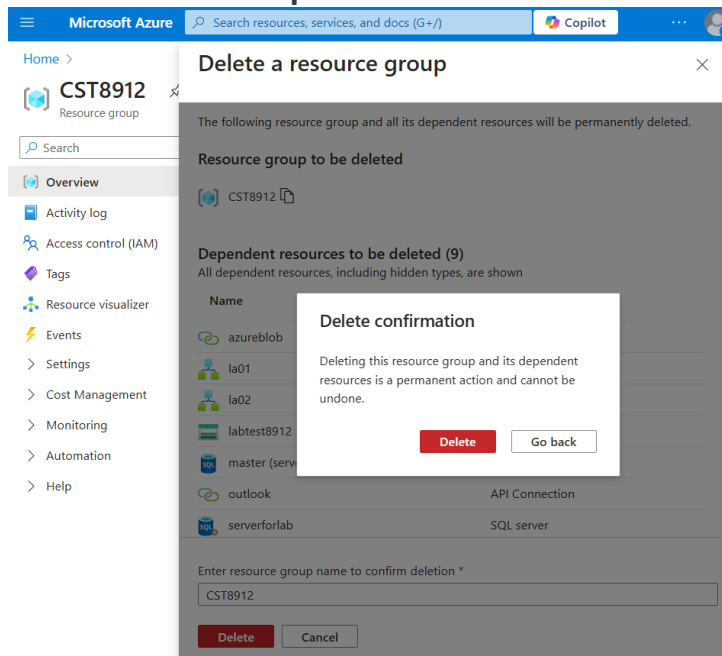 Microsoft Azure
Search resources, services, and docs (G+/)
Copilot
...
Home >
CST8912
Resource group
Search
Overview
Activity log
Access control (IAM)
Tags
Resource visualizer
Events
Settings
Cost Management
Monitoring
Automation
Help
Delete a resource group
The following resource group and all its dependent resources will be permanently deleted.
Resource group to be deleted
CST8912
Dependent resources to be deleted (9)
All dependent resources, including hidden types, are shown
Name
azureblob
la01
la02
labtest8912
SQL master (serv
outlook API Connection
SQL serverforlab SQL server
Delete confirmation
Deleting this resource group and its dependent
resources is a permanent action and cannot be
undone.
Delete Go back
Enter resource group name to confirm deletion *
CST8912
Delete Cancel